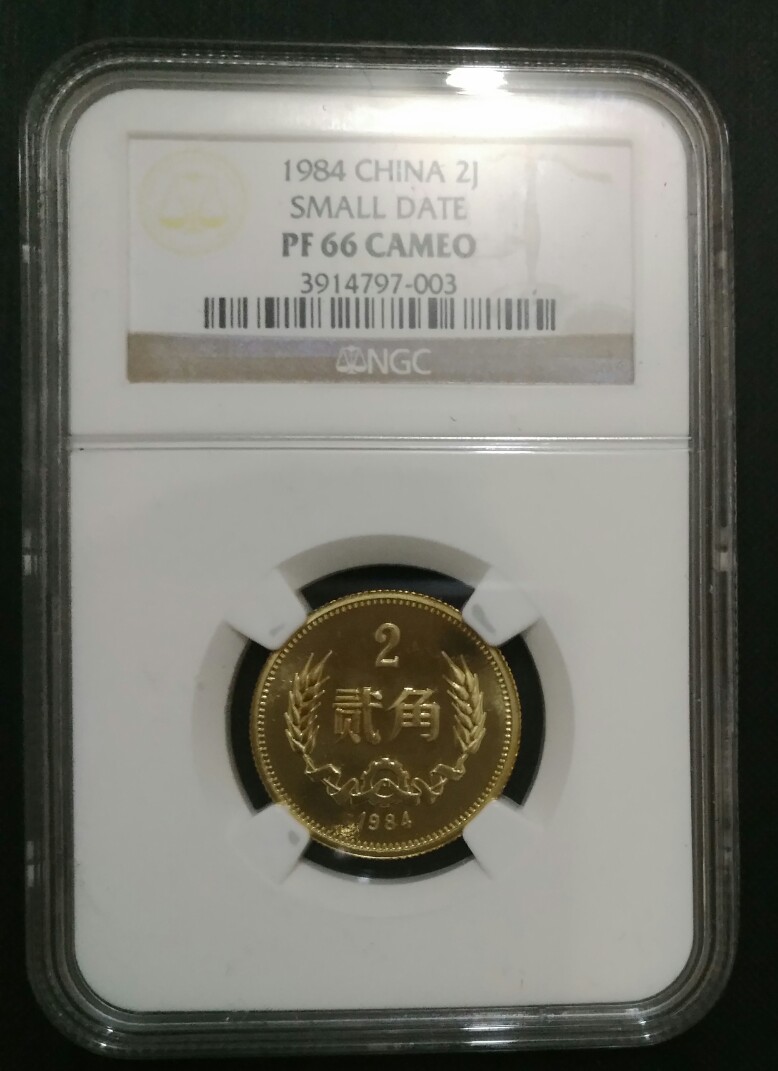 1984 CHINA 2J
SMALL DATE
PF 66 CAMEO
3914797-003
NGC
2
贰角
1984